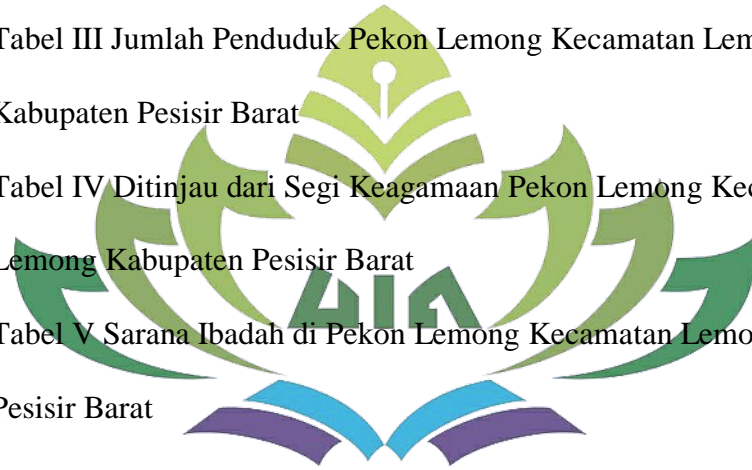 Tabel III Jumlah Penduduk Pekon Lemong Kecamatan
Kabupaten Pesisir Barat
Tabel IV Ditinjau dari Segi Keagamaan Pekon Lemong
Lemong Kabupaten Pesisir Barat
UIN
Tabel V Sarana Ibadah di Pekon Lemong Kecamatan
Pesisir Barat